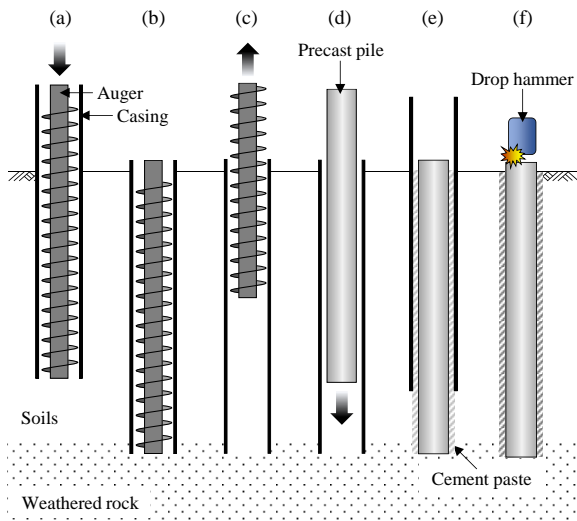 (a)
(b)
(c)
(d)
(e)
(f)
Precast pile
Drop hammer
Auger
Casing
Soils
Cement paste
Weathered rock